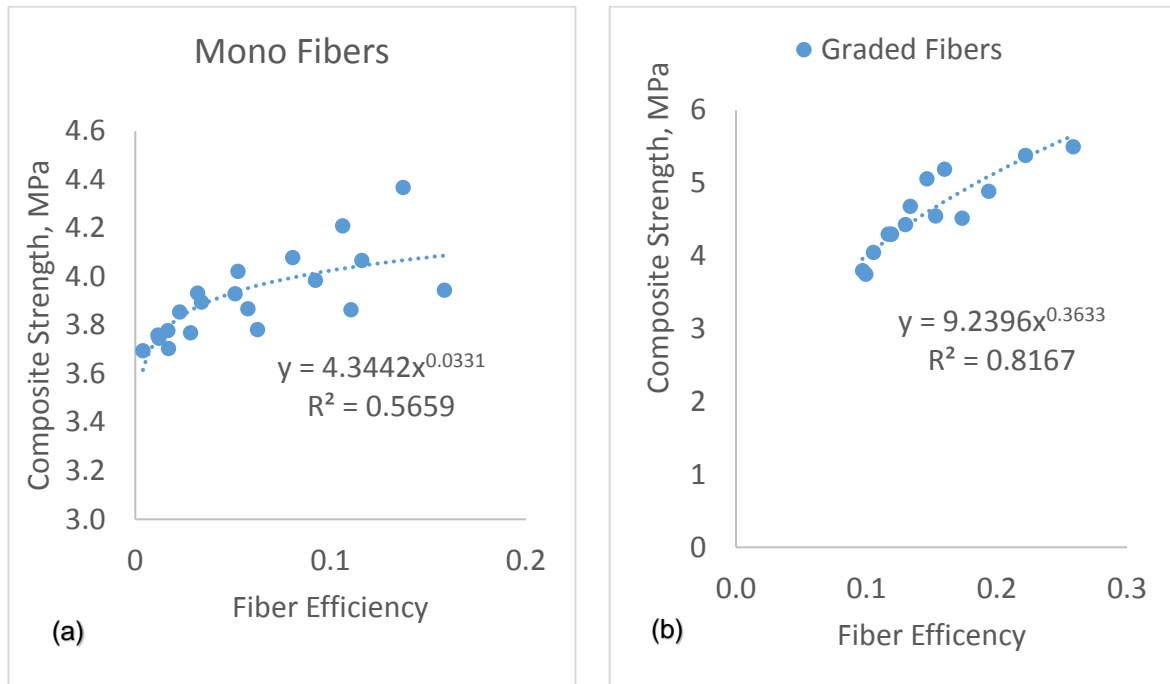 Mono Fibers
Composite Strength, MPa
4.6
4.4
4.2
4.0
3.8
3.6
3.4
3.2
3.0
y = 4.3442x^0.0331
R² = 0.5659
0 0.1 0.2
Fiber Efficiency
(a)
Graded Fibers
Composite Strength, MPa
6
5
4
3
2
1
0
y = 9.2396x^0.3633
R² = 0.8167
0.0 0.1 0.2 0.3
Fiber Efficency
(b)